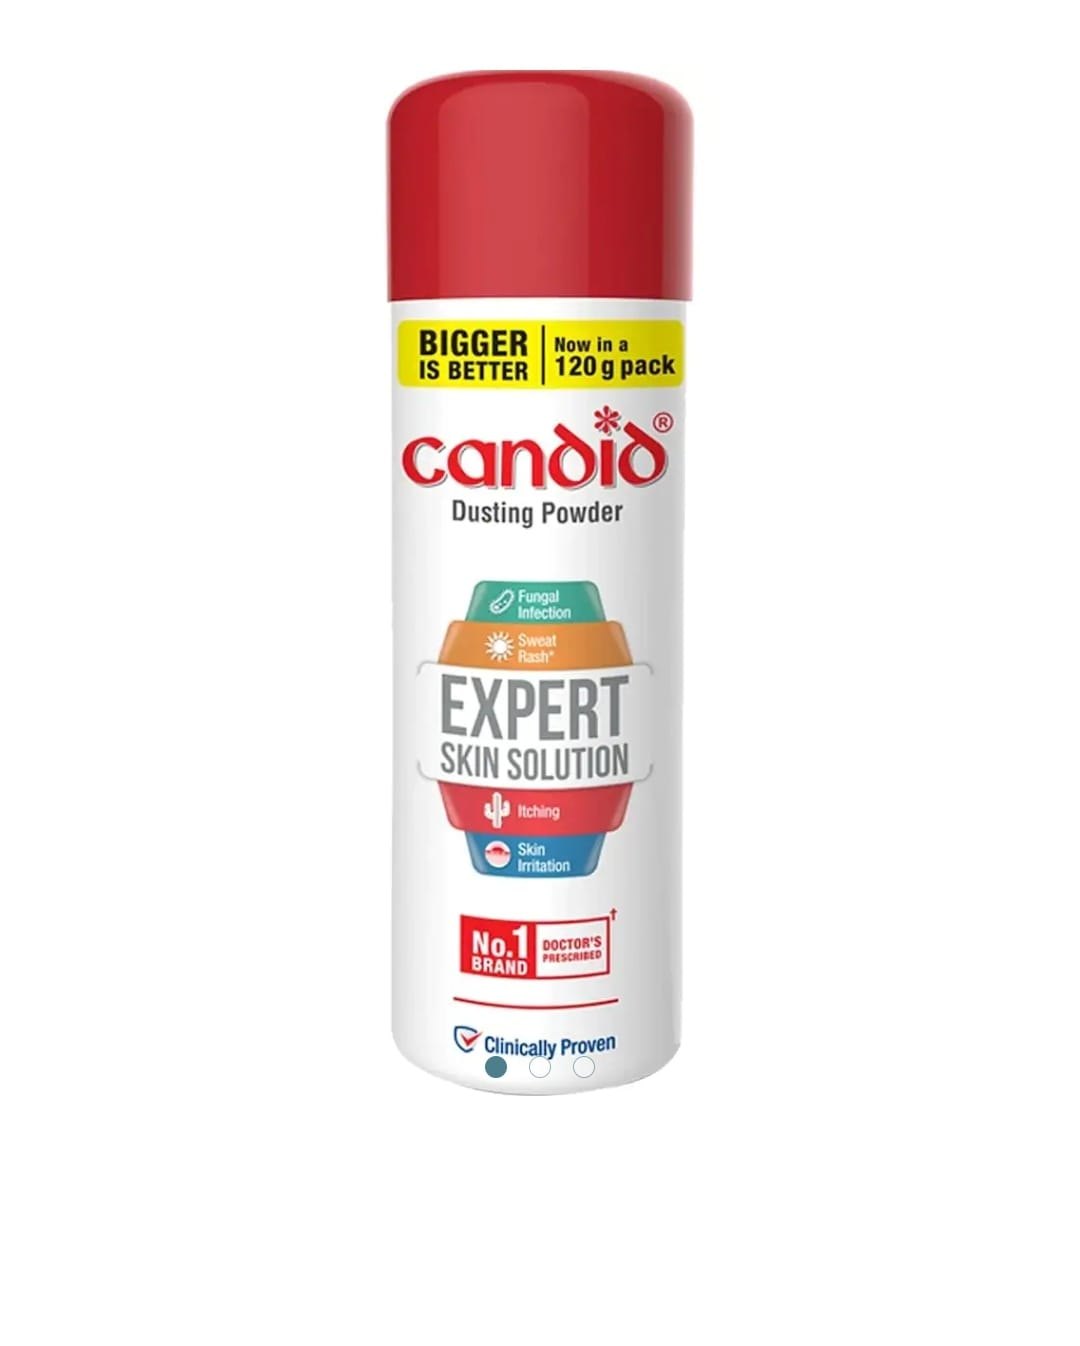 BIGGER
IS BETTER
Now in a
120 g pack
candid®
Dusting Powder
Fungal
Infection
Sweat
Rash*
EXPERT
SKIN SOLUTION
Itching
Skin
Irritation
No.1
BRAND
DOCTOR'S
PRESCRIBED
†
Clinically Proven